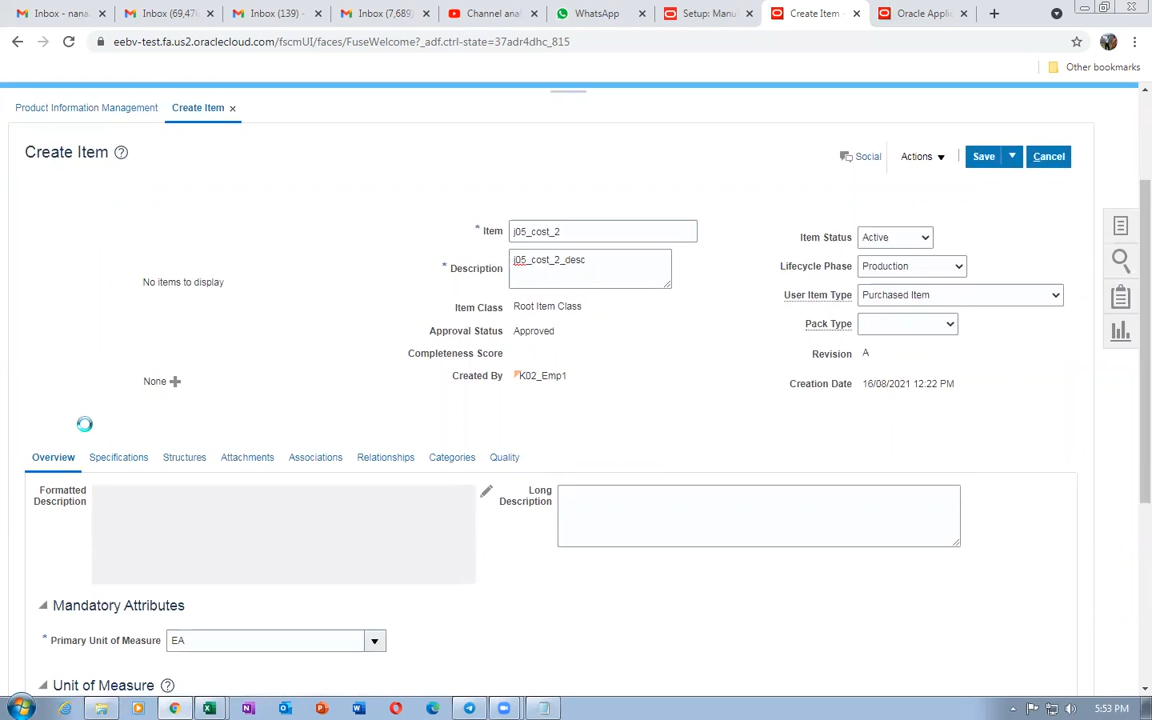 Inbox - nana
Inbox (69,476
Inbox (139) -
Inbox (7,689)
Channel anal
WhatsApp
Setup: Manu
Create Item -
Oracle Applic
eebv-test.fa.us2.oraclecloud.com/fscmUI/faces/FuseWelcome?_adf.ctrl-state=37adr4dhc_815
Other bookmarks
Product Information Management
Create Item
Create Item
Social
Actions
Save
Cancel
* Item j05_cost_2
* Description j05_cost_2_desc
Item Class Root Item Class
Approval Status Approved
Completeness Score
Created By K02_Emp1
No items to display
None
Item Status Active
Lifecycle Phase Production
User Item Type Purchased Item
Pack Type
Revision A
Creation Date 16/08/2021 12:22 PM
Overview
Specifications
Structures
Attachments
Associations
Relationships
Categories
Quality
Formatted
Description
Long
Description
Mandatory Attributes
* Primary Unit of Measure EA
Unit of Measure
5:53 PM